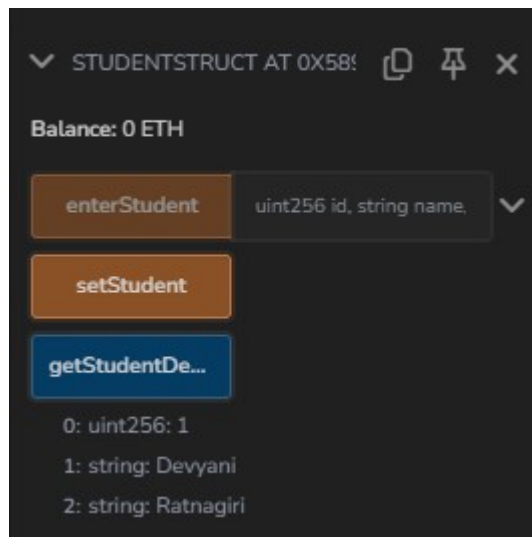 STUDENTSTRUCT AT 0X589
Balance: 0 ETH
enterStudent uint256 id, string name,
setStudent
getStudentDe...
0: uint256: 1
1: string: Devyani
2: string: Ratnagiri